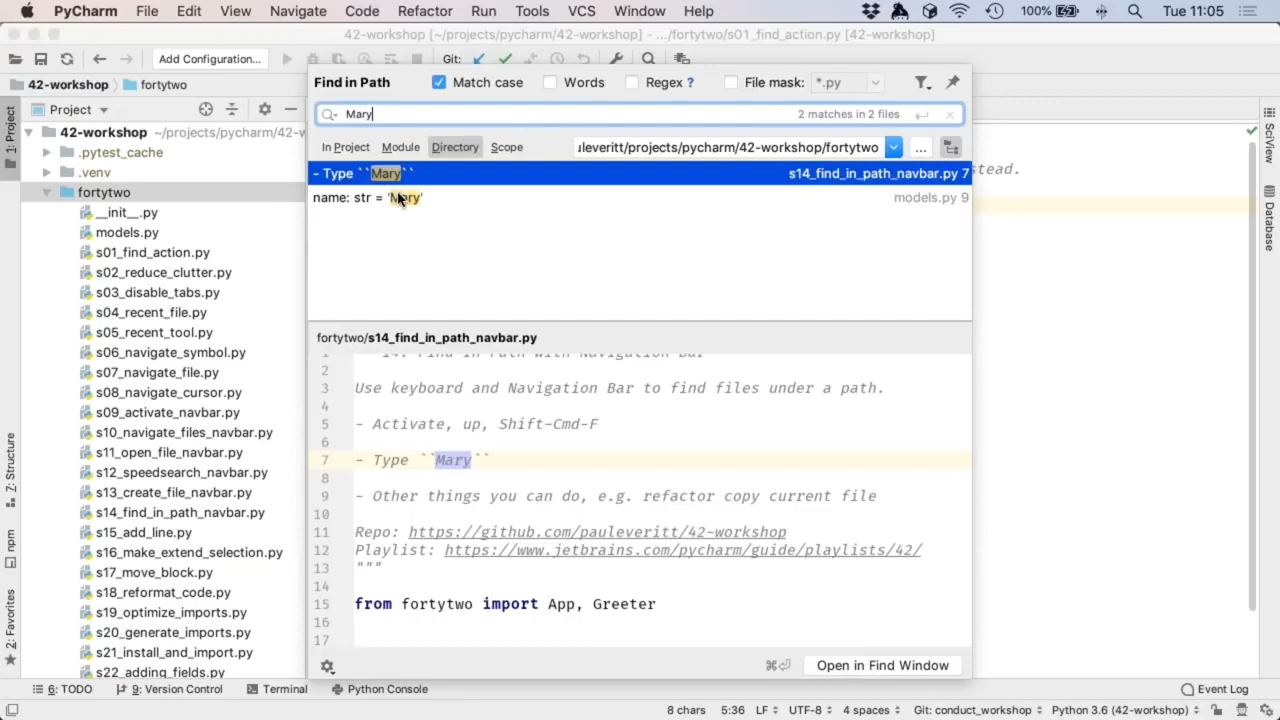 PyCharm File Edit View Navigate Code Refactor Run Tools VCS Window Help 100% Tue 11:05
42-workshop [~/projects/pycharm/42-workshop] - .../fortytwo/s01_find_action.py [42-workshop]
Add Configuration... Git:
42-workshop fortytwo
Find in Path Match case Words Regex ? File mask: *.py
Mary 2 matches in 2 files
In Project Module Directory Scope leveritt/projects/pycharm/42-workshop/fortytwo ...
- Type ``Mary`` s14_find_in_path_navbar.py 7
name: str = 'Mary' models.py 9
fortytwo/s14_find_in_path_navbar.py
1 14: Find in Path with Navigation Bar
2
3 Use keyboard and Navigation Bar to find files under a path.
4
5 - Activate, up, Shift-Cmd-F
6
7 - Type ``Mary``
8
9 - Other things you can do, e.g. refactor copy current file
10
11 Repo: https://github.com/pauleveritt/42-workshop
12 Playlist: https://www.jetbrains.com/pycharm/guide/playlists/42/
13 """
14
15 from fortytwo import App, Greeter
16
17
Open in Find Window
1: Project
Z: Structure
npm
2: Favorites
Project
42-workshop ~/projects/pycharm/42-w
.pytest_cache
.venv
fortytwo
__init__.py
models.py
s01_find_action.py
s02_reduce_clutter.py
s03_disable_tabs.py
s04_recent_file.py
s05_recent_tool.py
s06_navigate_symbol.py
s07_navigate_file.py
s08_navigate_cursor.py
s09_activate_navbar.py
s10_navigate_files_navbar.py
s11_open_file_navbar.py
s12_speedsearch_navbar.py
s13_create_file_navbar.py
s14_find_in_path_navbar.py
s15_add_line.py
s16_make_extend_selection.py
s17_move_block.py
s18_reformat_code.py
s19_optimize_imports.py
s20_generate_imports.py
s21_install_and_import.py
s22_adding_fields.py
stead.
SciView
Database
6: TODO 9: Version Control Terminal Python Console Event Log
8 chars 5:36 LF UTF-8 4 spaces Git: conduct_workshop Python 3.6 (42-workshop)